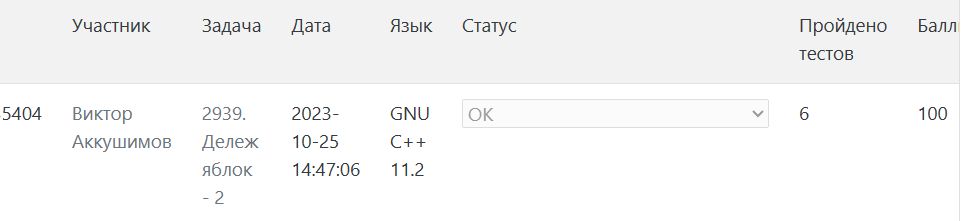 Участник Задача Дата Язык Статус Пройдено тестов Балл
5404 Виктор Аккушимов 2939. Дележ яблок - 2 2023-10-25 14:47:06 GNU C++ 11.2 OK 6 100